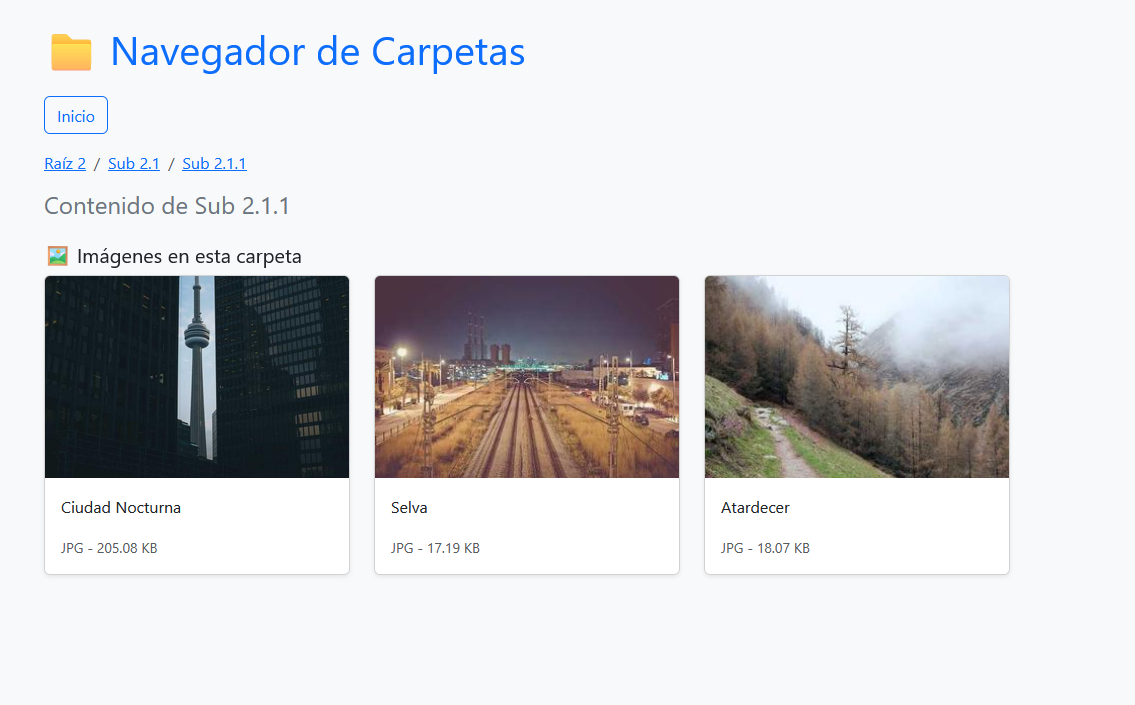 Navegador de Carpetas
Inicio
Raíz 2 / Sub 2.1 / Sub 2.1.1
Contenido de Sub 2.1.1
Imágenes en esta carpeta
Ciudad Nocturna
JPG - 205.08 KB
Selva
JPG - 17.19 KB
Atardecer
JPG - 18.07 KB